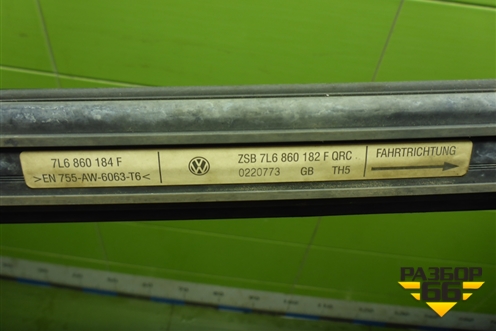 7L6 860 184 F
>EN 755-AW-6063-T6<
ZSB 7L6 860 182 F QRC
0220773 GB TH5
FAHRTRICHTUNG
РАЗБОР
66